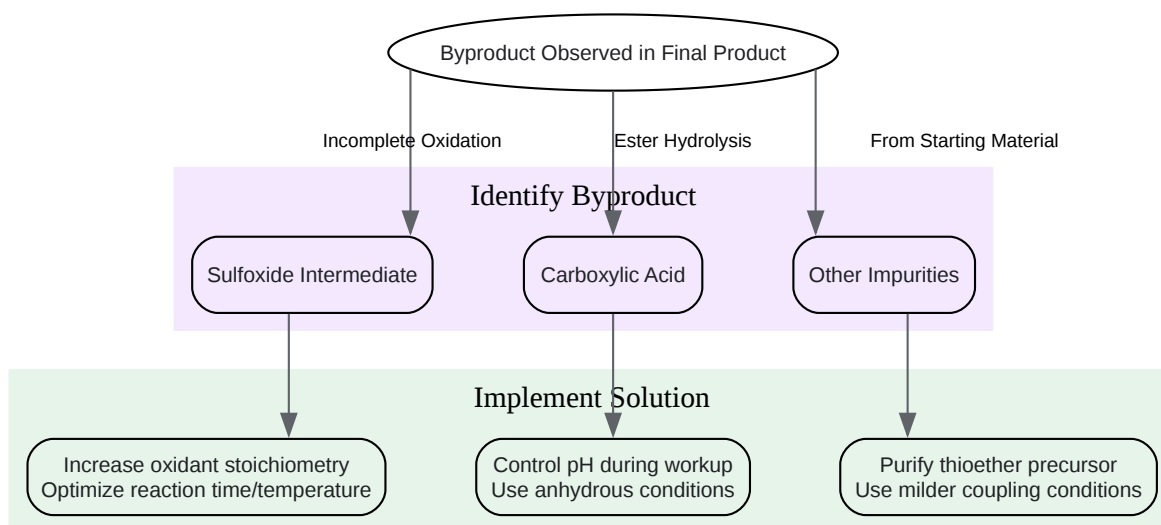 Byproduct Observed in Final Product
Incomplete Oxidation
Ester Hydrolysis
From Starting Material
Identify Byproduct
Sulfoxide Intermediate
Carboxylic Acid
Other Impurities
Implement Solution
Increase oxidant stoichiometry
Optimize reaction time/temperature
Control pH during workup
Use anhydrous conditions
Purify thioether precursor
Use milder coupling conditions